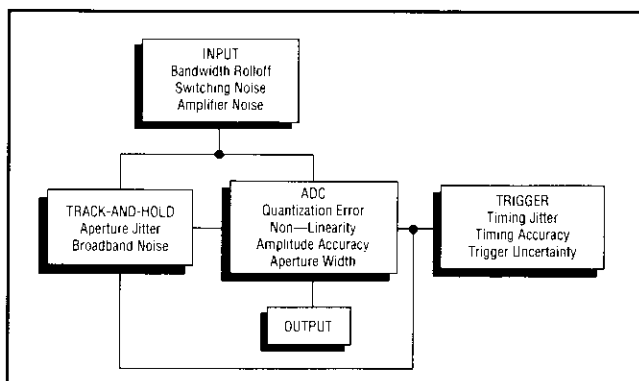 INPUT
Bandwidth Rolloff
Switching Noise
Amplifier Noise
TRACK-AND-HOLD
Aperture Jitter
Broadband Noise
ADC
Quantization Error
Non—Linearity
Amplitude Accuracy
Aperture Width
TRIGGER
Timing Jitter
Timing Accuracy
Trigger Uncertainty
OUTPUT